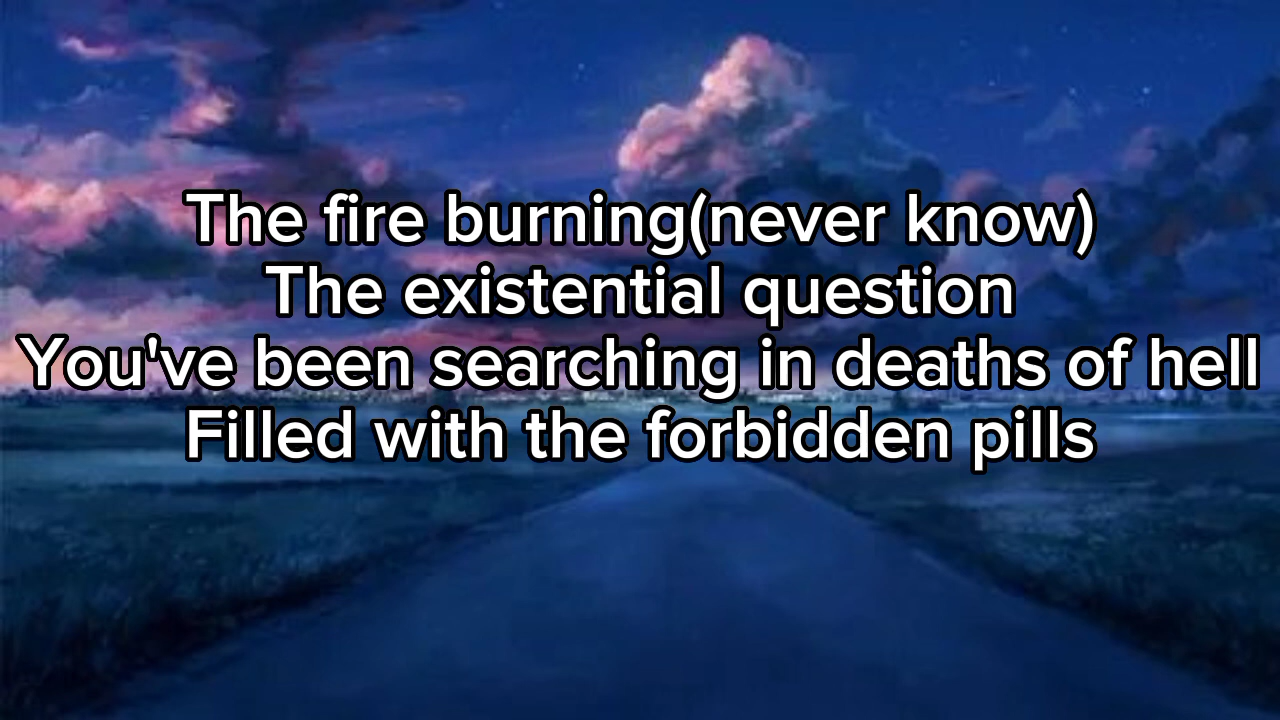 The fire burning(never know)
The existential question
You've been searching in deaths of hell
Filled with the forbidden pills